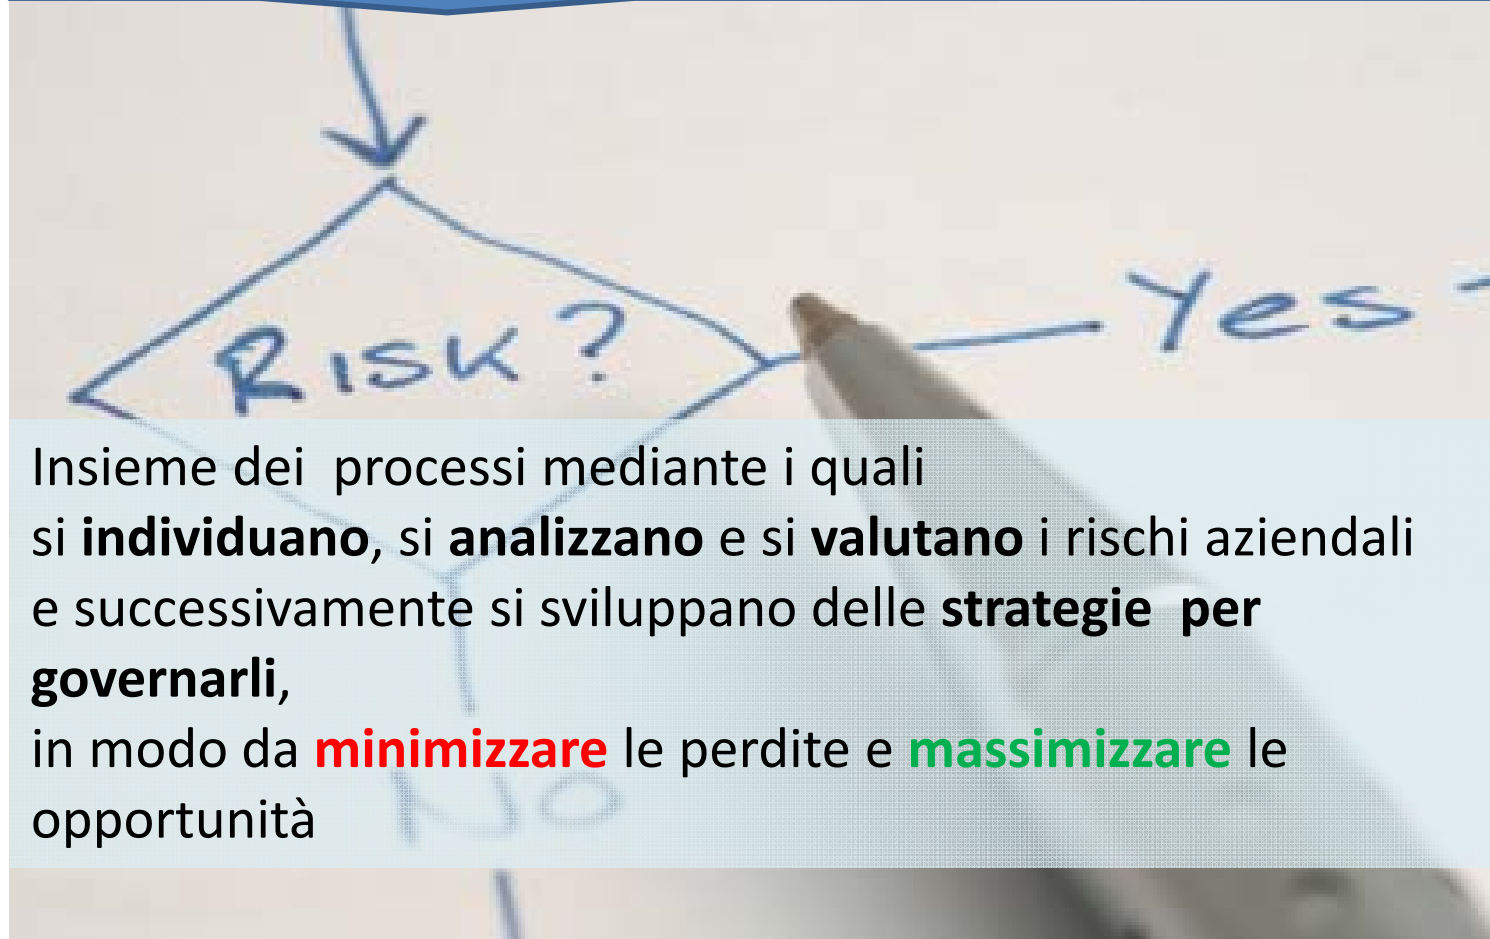 RISK?
Yes
Insieme dei processi mediante i quali
si individuano, si analizzano e si valutano i rischi aziendali
e successivamente si sviluppano delle strategie per
governarli,
in modo da minimizzare le perdite e massimizzare le
opportunità
No